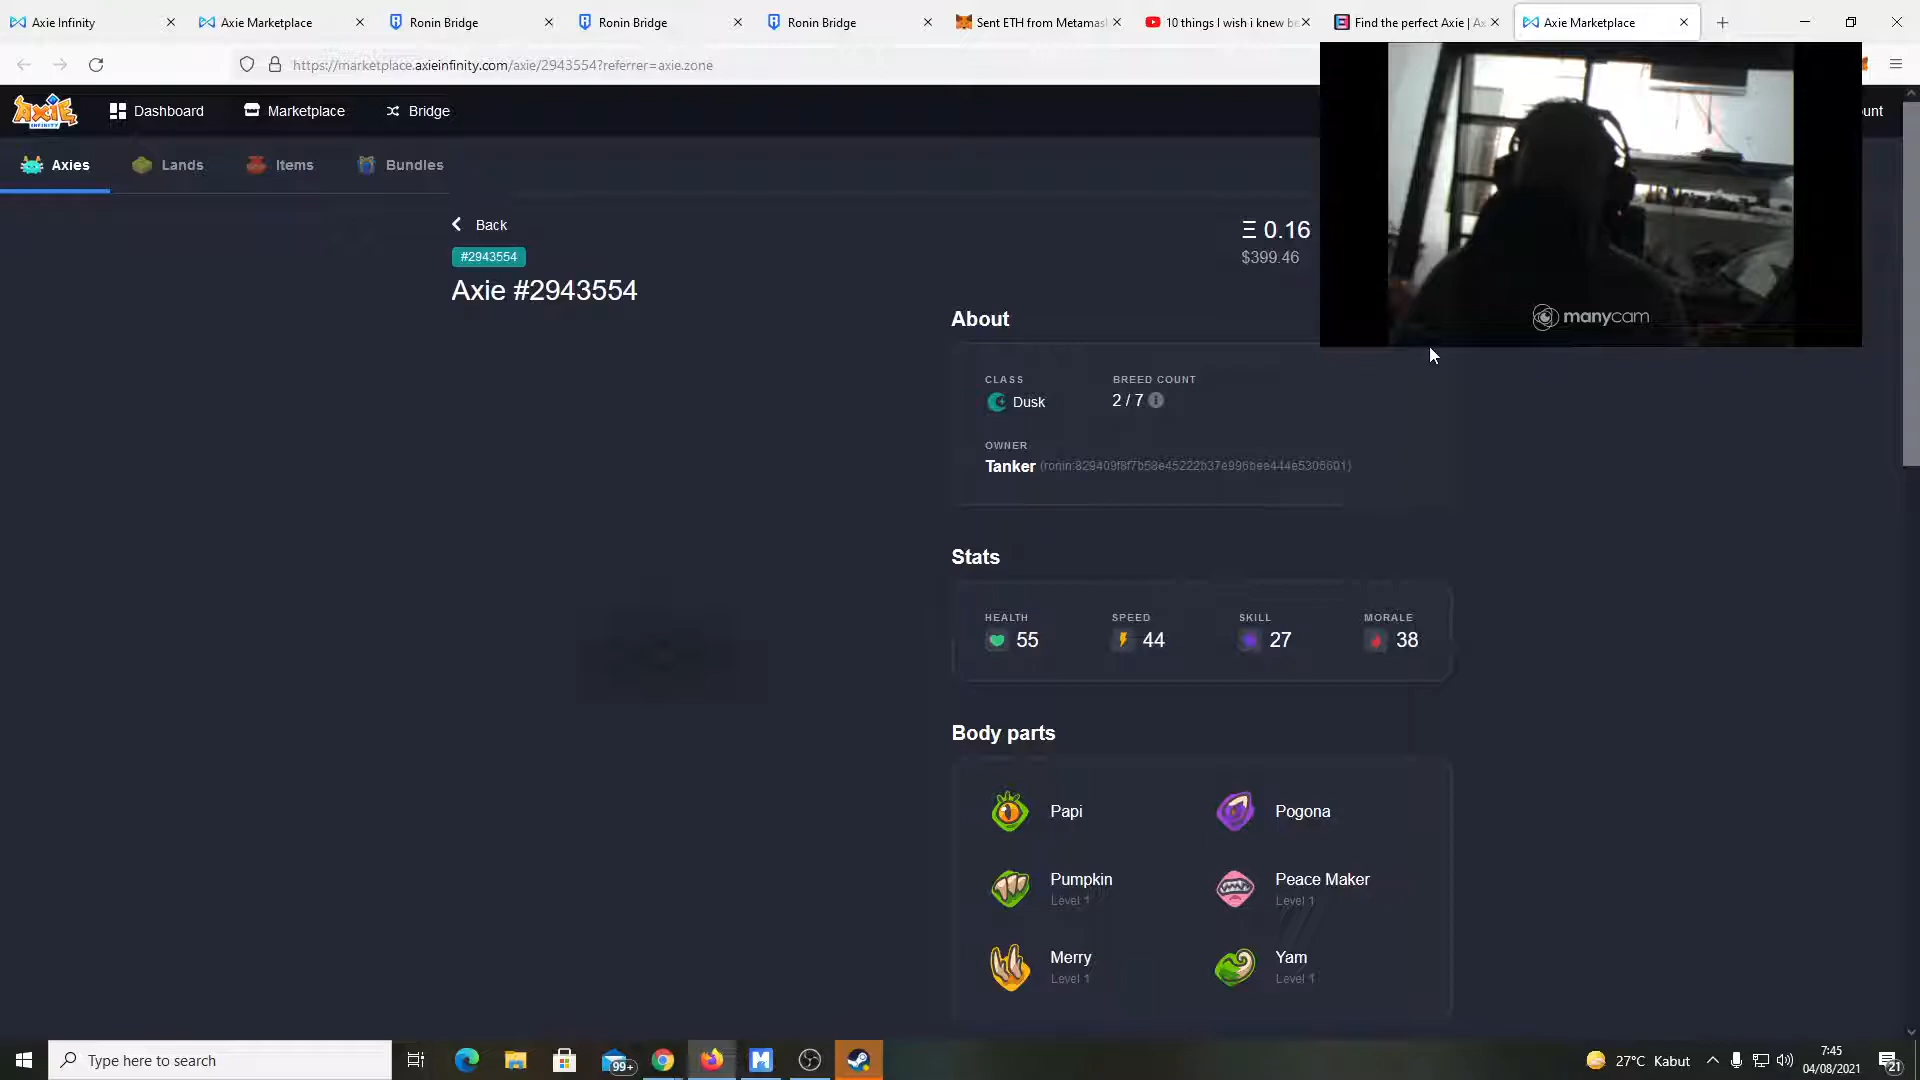 Axie Infinity
Axie Marketplace
Ronin Bridge
Ronin Bridge
Ronin Bridge
Sent ETH from Metamas
10 things I wish i knew be
Find the perfect Axie | Ax
Axie Marketplace
https://marketplace.axieinfinity.com/axie/2943554?referrer=axie.zone
AXIE
INFINITY
Dashboard
Marketplace
Bridge
unt
Axies
Lands
Items
Bundles
Back
#2943554
Axie #2943554
Ξ 0.16
$399.46
manycam
About
CLASS
Dusk
BREED COUNT
2 / 7
OWNER
Tanker
Stats
HEALTH
55
SPEED
44
SKILL
27
MORALE
38
Body parts
Papi
Pogona
Pumpkin
Level 1
Peace Maker
Level 1
Merry
Level 1
Yam
Level 1
Type here to search
99+
27°C Kabut
7:45
04/08/2021
21